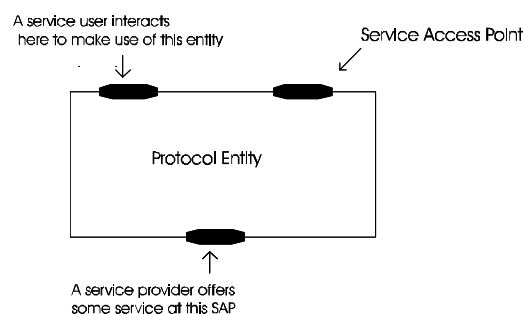 A service user interacts
here to make use of this entity
Service Access Point
Protocol Entity
A service provider offers
some service at this SAP